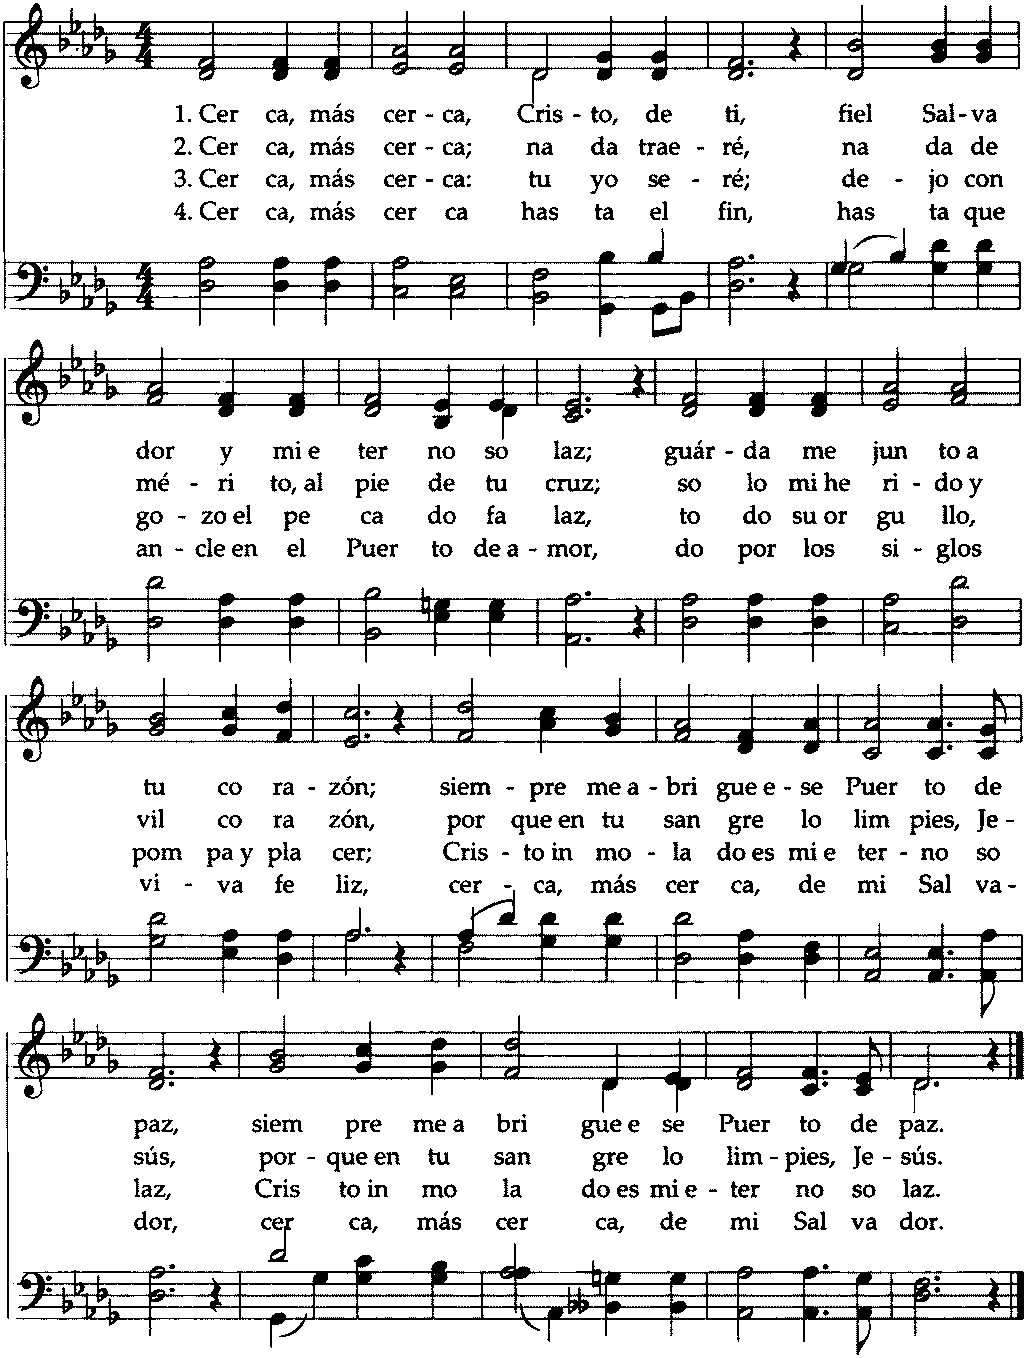 1. Cer ca, más cer - ca, Cris - to, de ti, fiel Sal - va
2. Cer ca, más cer - ca; na da trae - ré, na da de
3. Cer ca, más cer - ca: tu yo se - ré; de - jo con
4. Cer ca, más cer ca has ta el fin, has ta que
dor y mi e ter no so laz; guár - da me jun to a
mé - ri to, al pie de tu cruz; so lo mi he ri - do y
go - zo el pe ca do fa laz, to do su or gu llo,
an - cle en el Puer to de a - mor, do por los si - glos
tu co ra - zón; siem - pre me a - bri gue e - se Puer to de
vil co ra zón, por que en tu san gre lo lim pies, Je -
pom pa y pla cer; Cris - to in mo - la do es mi e ter - no so
vi - va fe liz, cer - ca, más cer ca, de mi Sal va -
paz, siem pre me a bri gue e se Puer to de paz.
sús, por - que en tu san gre lo lim - pies, Je - sús.
laz, Cris to in mo la do es mi e - ter no so laz.
dor, cer ca, más cer ca, de mi Sal va dor.